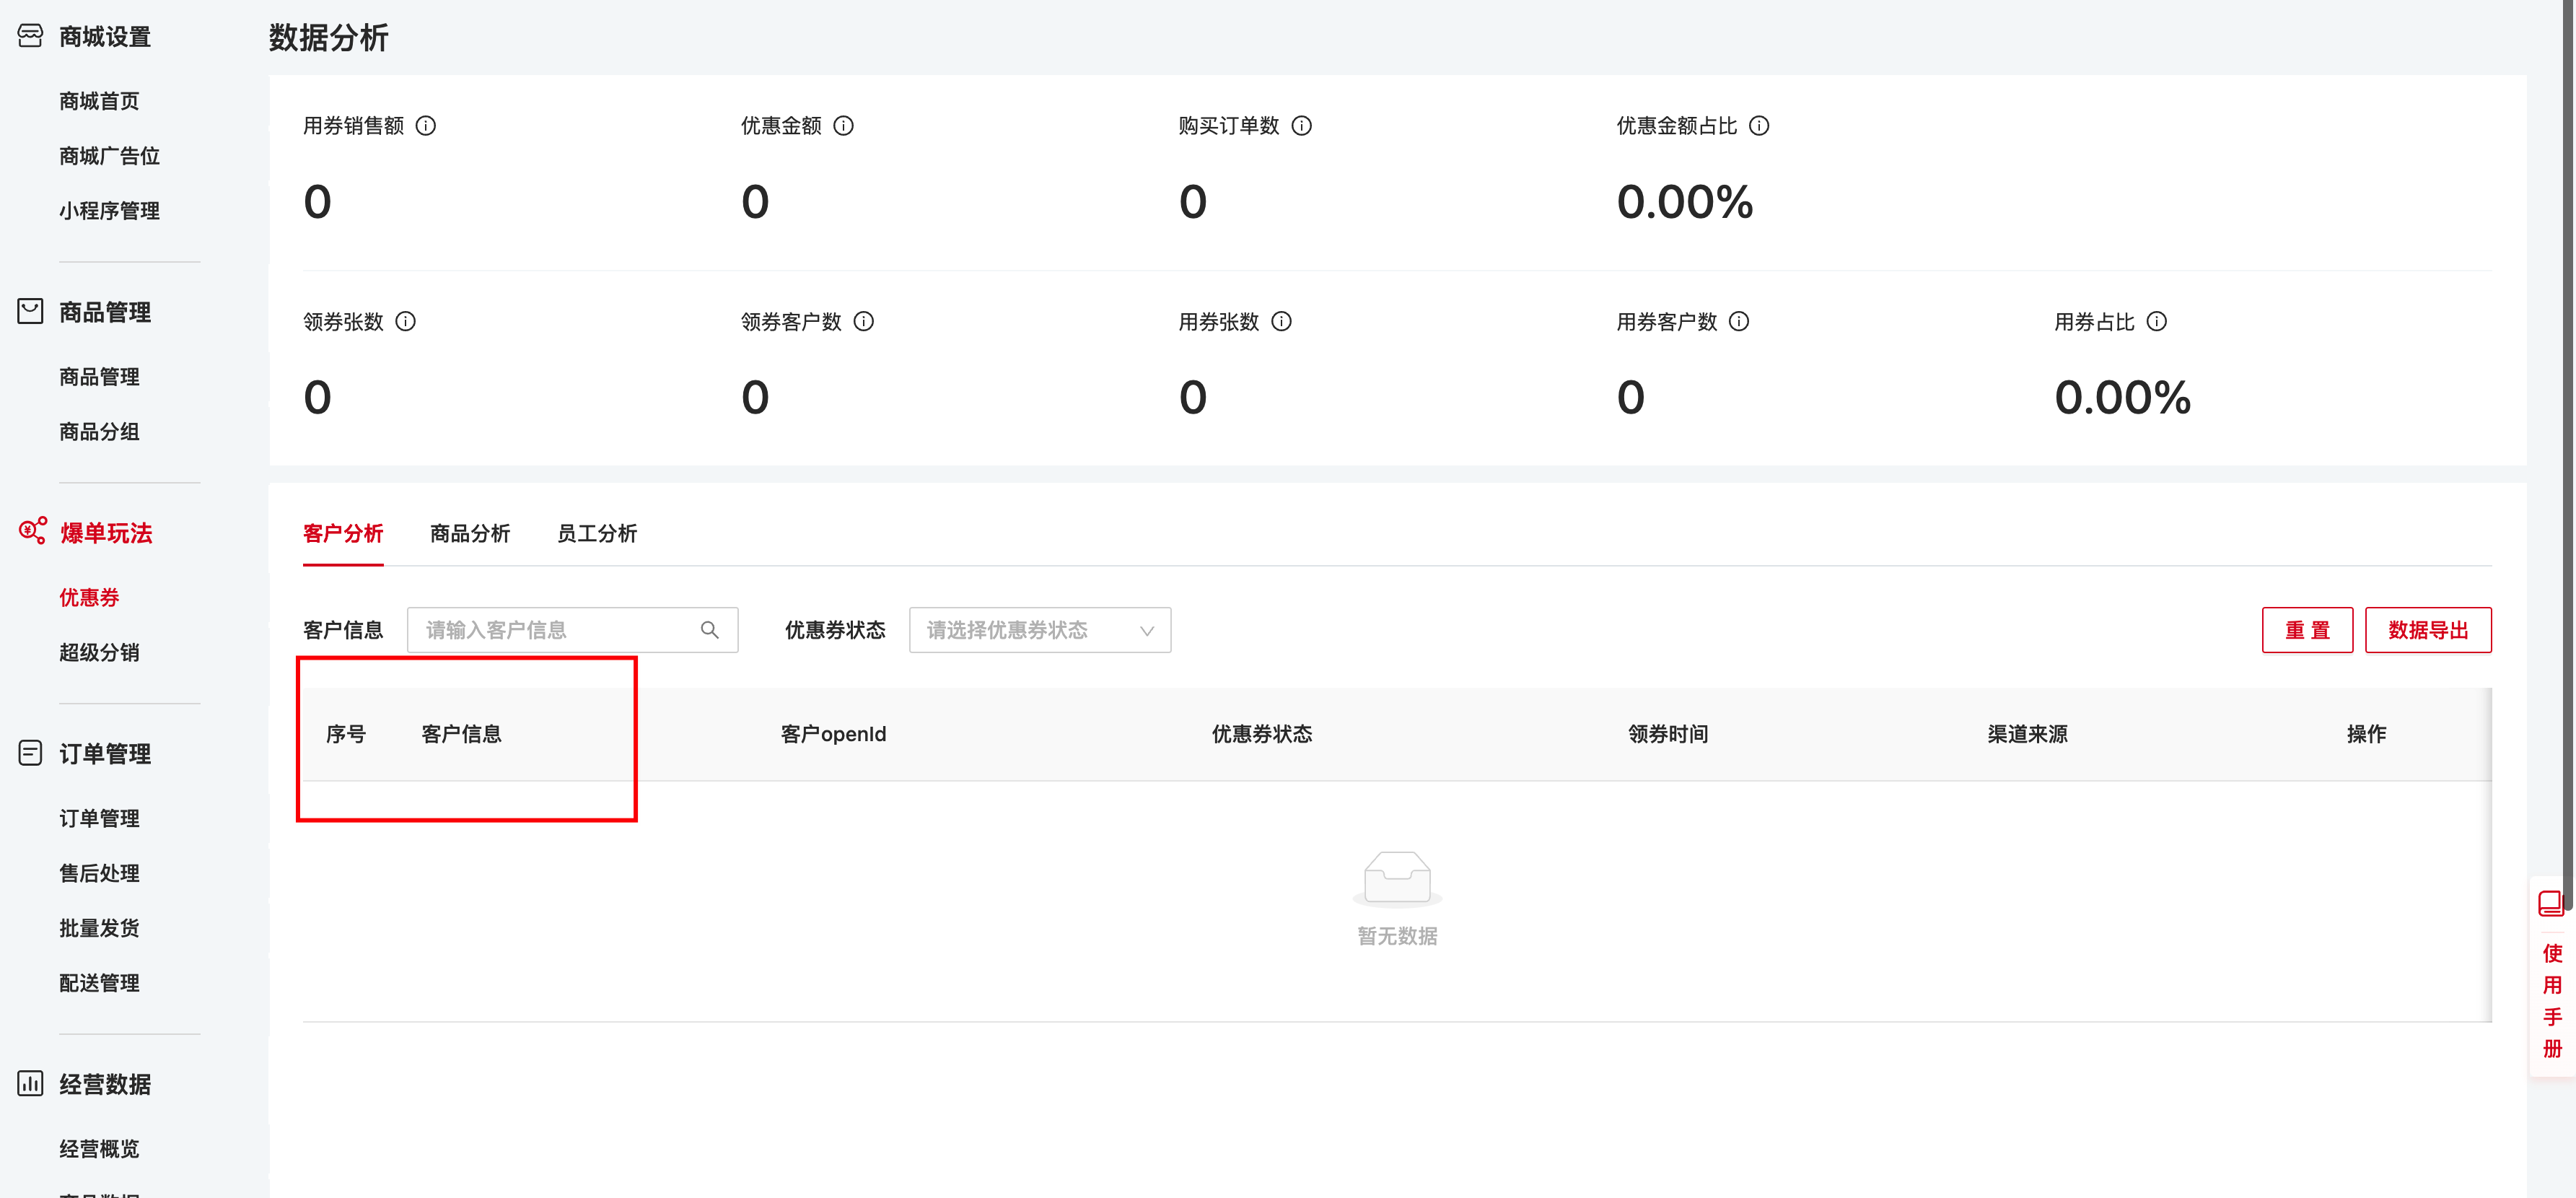 商城设置
商城首页
商城广告位
小程序管理
商品管理
商品管理
商品分组
爆单玩法
优惠券
超级分销
订单管理
订单管理
售后处理
批量发货
配送管理
经营数据
经营概览
数据分析
用券销售额 优惠金额 购买订单数 优惠金额占比
0 0 0 0.00%
领券张数 领券客户数 用券张数 用券客户数 用券占比
0 0 0 0 0.00%
客户分析 商品分析 员工分析
客户信息 请输入客户信息 优惠券状态 请选择优惠券状态 重 置 数据导出
序号 客户信息 客户openId 优惠券状态 领券时间 渠道来源 操作
暂无数据
使用手册